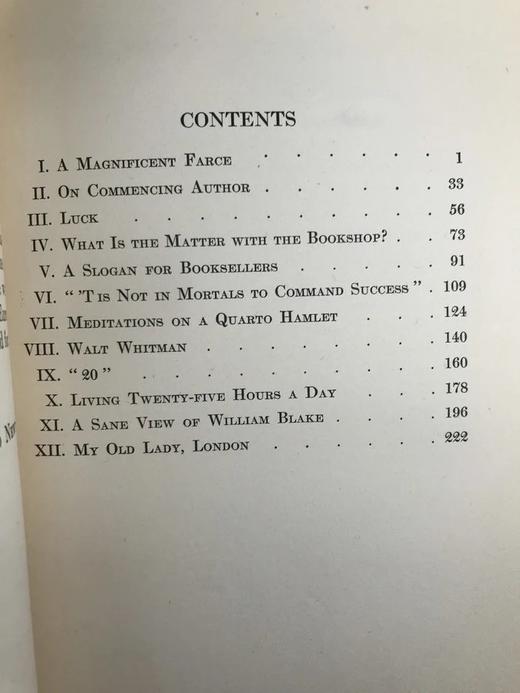 CONTENTS
I. A Magnificent Farce . . . . . . 1
II. On Commencing Author . . . . . . 33
III. Luck . . . . . . . . . . 56
IV. What Is the Matter with the Bookshop? . . 73
V. A Slogan for Booksellers . . . . . 91
VI. " 'T is Not in Mortals to Command Success " . 109
VII. Meditations on a Quarto Hamlet . . . 124
VIII. Walt Whitman . . . . . . . . 140
IX. " 20 " . . . . . . . . . . 160
X. Living Twenty-five Hours a Day . . . 178
XI. A Sane View of William Blake . . . . 196
XII. My Old Lady, London . . . . . 222